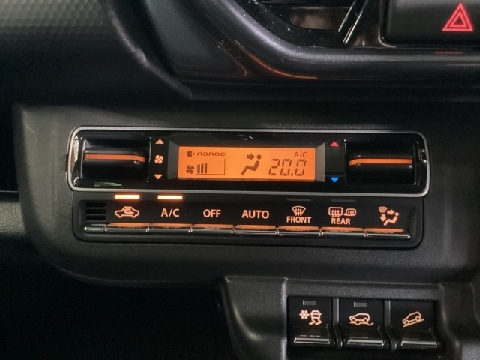 nanoe
A/C
20.0
A/C OFF AUTO FRONT REAR